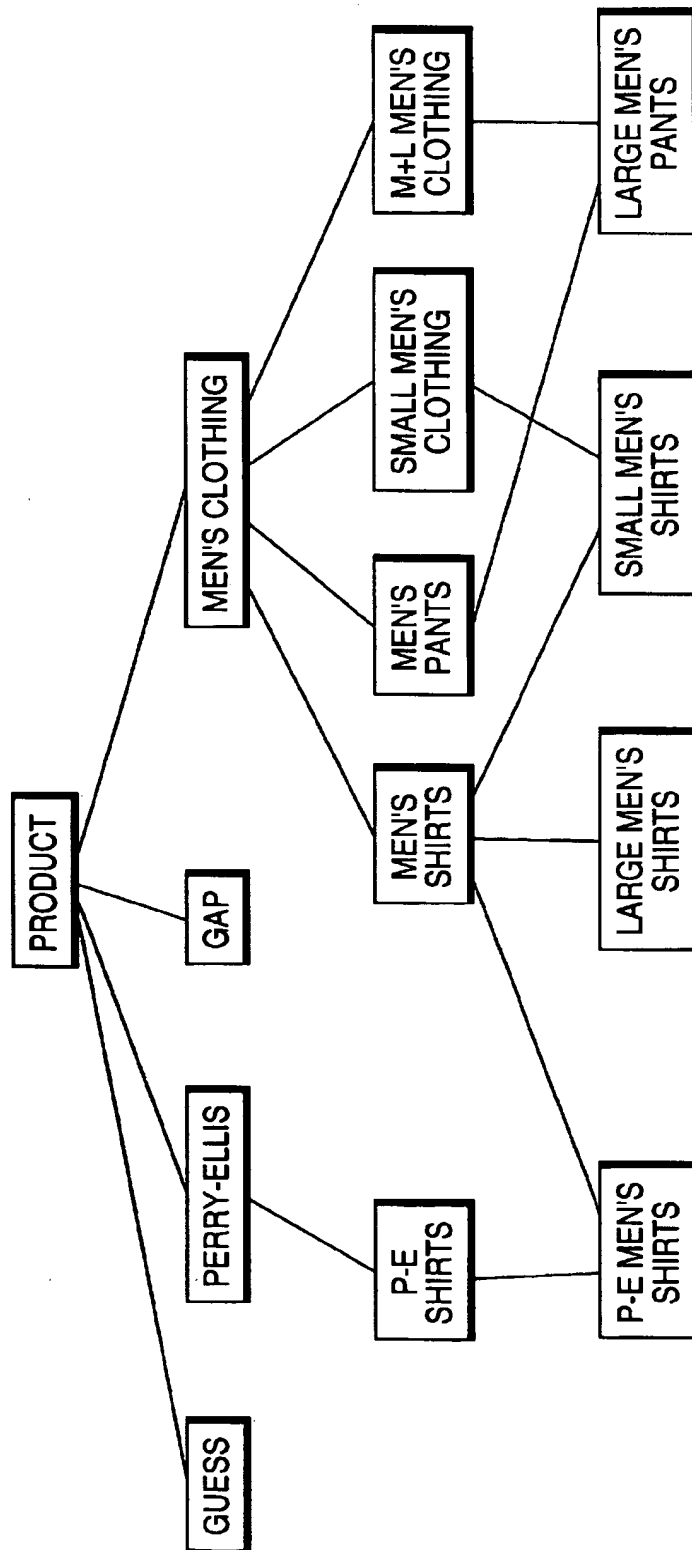 PRODUCT
GUESS
PERRY-ELLIS
GAP
MEN'S CLOTHING
P-E
SHIRTS
MEN'S
SHIRTS
MEN'S
PANTS
SMALL MEN'S
CLOTHING
M+L MEN'S
CLOTHING
P-E MEN'S
SHIRTS
LARGE MEN'S
SHIRTS
SMALL MEN'S
SHIRTS
LARGE MEN'S
PANTS